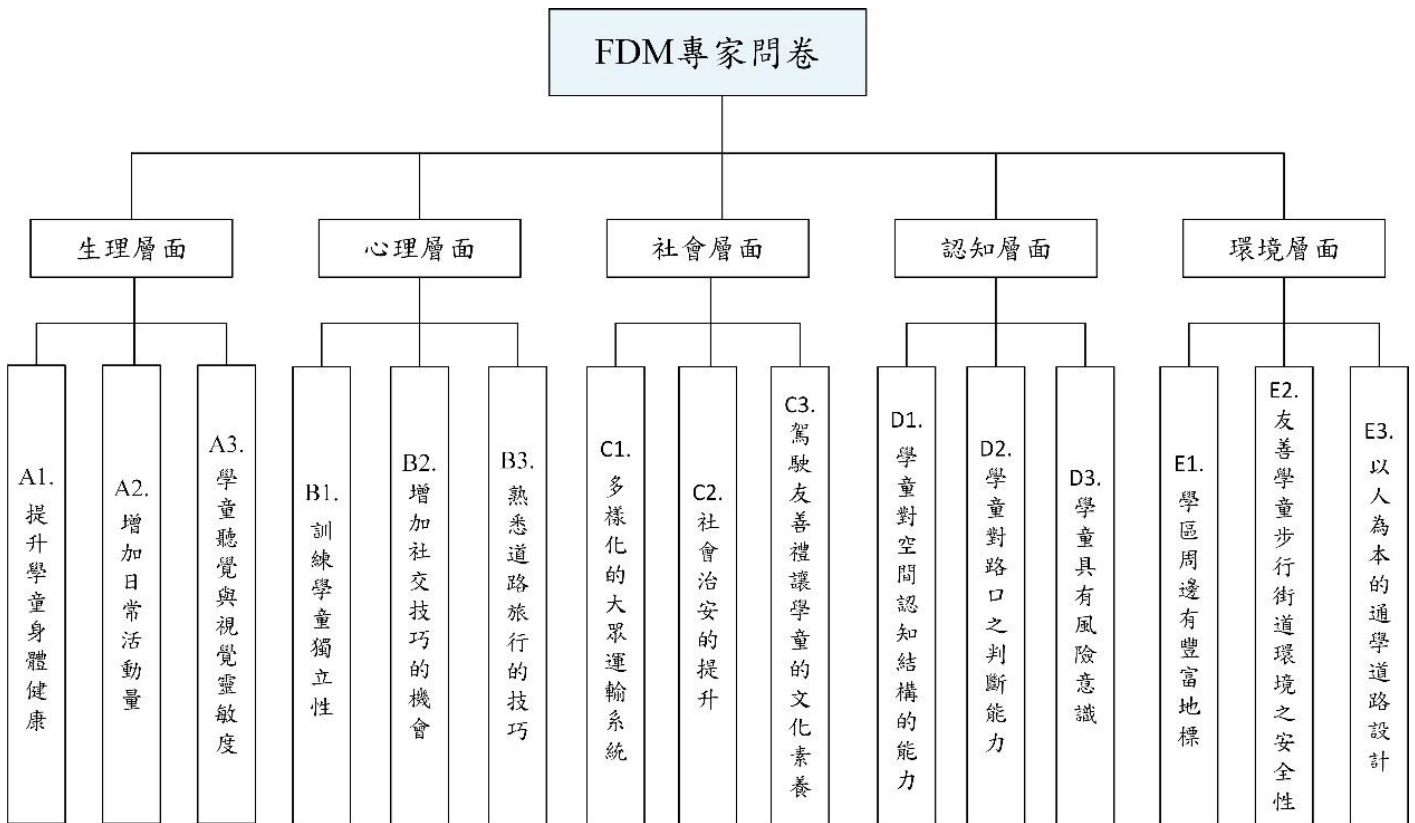 FDM專家問卷
生理層面
心理層面
社會層面
認知層面
環境層面
A1.提升學童身體健康
A2.增加日常活動量
A3.學童聽覺與視覺靈敏度
B1.訓練學童獨立性
B2.增加社交技巧的機會
B3.熟悉道路旅行的技巧
C1.多樣化的大眾運輸系統
C2.社會治安的提升
C3.駕駛友善禮讓學童的文化素養
D1.學童對空間認知結構的能力
D2.學童對路口之判斷能力
D3.學童具有風險意識
E1.學區周邊有豐富地標
E2.友善學童步行街道環境之安全性
E3.以人為本的通學道路設計